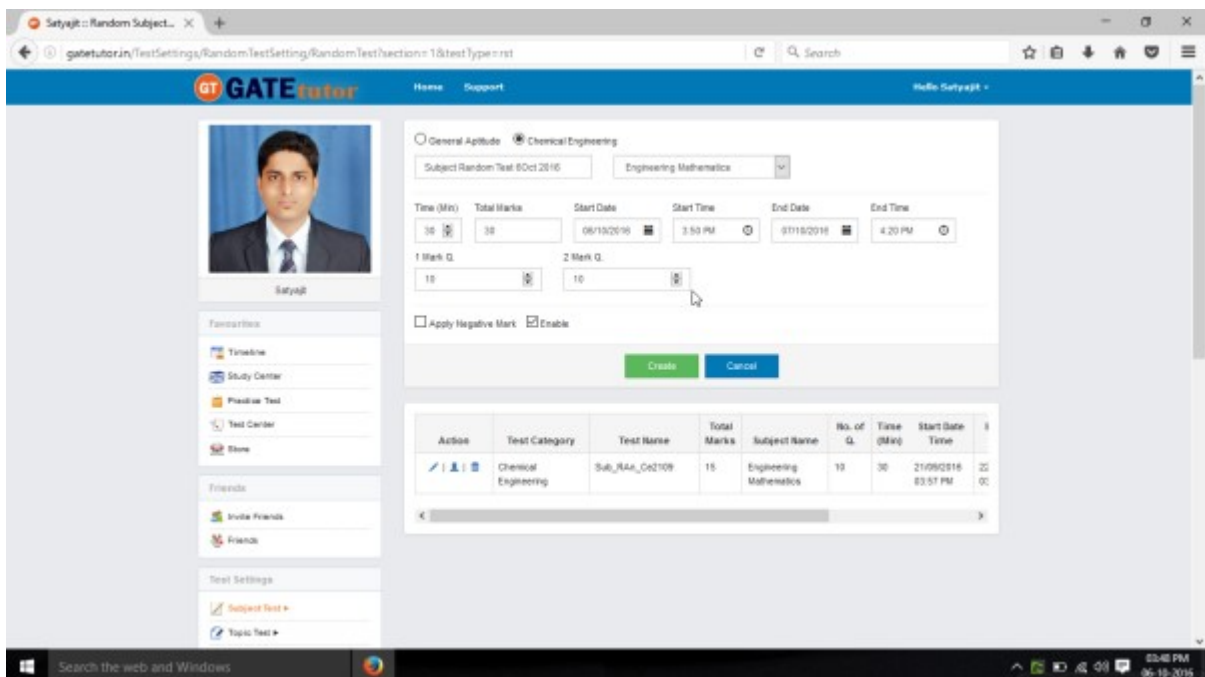 Satyajit :: Random Subject...
gatetutor.in/TestSettings/RandomTestSetting/RandomTest?section=1&testType=rst
Search
GT GATE tutor
Home Support
Hello Satyajit
General Aptitude Chemical Engineering
Subject Random Test 6Oct 2016 Engineering Mathematics
Time (Min) Total Marks Start Date Start Time End Date End Time
30 30 06/10/2016 3:50 PM 07/10/2016 4:20 PM
1 Mark Q. 2 Mark Q.
10 10
Apply Negative Mark Enable
Create Cancel
Satyajit
Favourites
Timeline
Study Center
Practise Test
Test Center
Store
Friends
Invite Friends
Friends
Test Settings
Subject Test
Topic Test
Action Test Category Test Name Total Marks Subject Name No. of Q. Time (Min) Start Date Time
Chemical Engineering Sub_RAn_Ce2109 15 Engineering Mathematics 10 30 21/09/2016 03:57 PM
Search the web and Windows
03:48 PM
06-10-2016